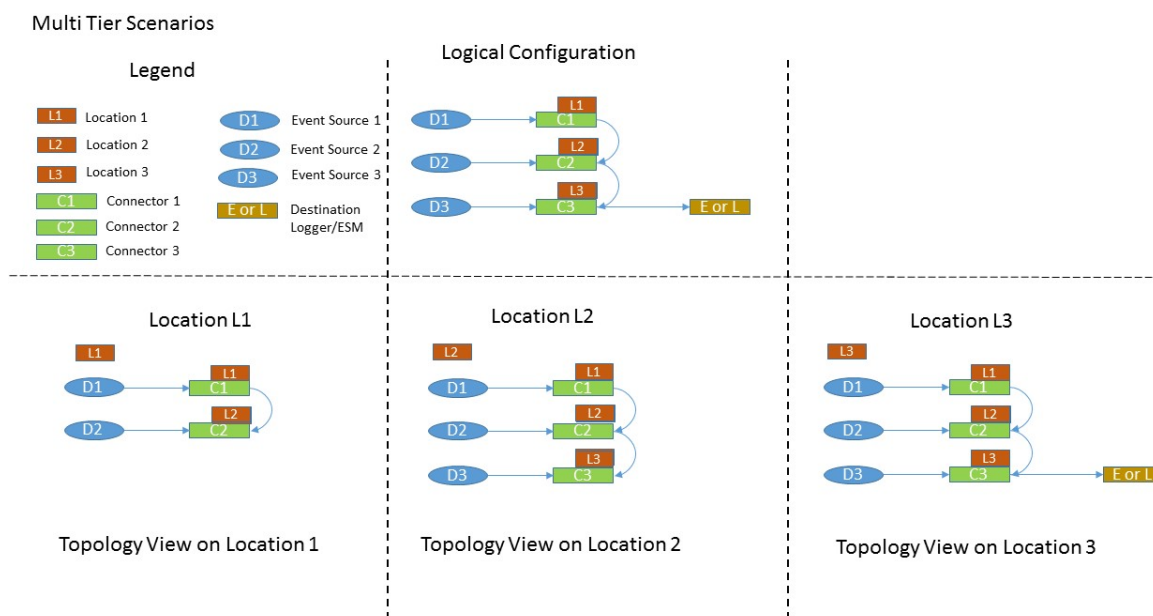 Multi Tier Scenarios
Legend
L1 Location 1
L2 Location 2
L3 Location 3
C1 Connector 1
C2 Connector 2
C3 Connector 3
D1 Event Source 1
D2 Event Source 2
D3 Event Source 3
E or L Destination
Logger/ESM
Logical Configuration
L1
D1 C1
L2
D2 C2
L3
D3 C3 E or L
Location L1
L1
L1
D1 C1
L2
D2 C2
Topology View on Location 1
Location L2
L2
L1
D1 C1
L2
D2 C2
L3
D3 C3
Topology View on Location 2
Location L3
L3
L1
D1 C1
L2
D2 C2
L3
D3 C3 E or L
Topology View on Location 3